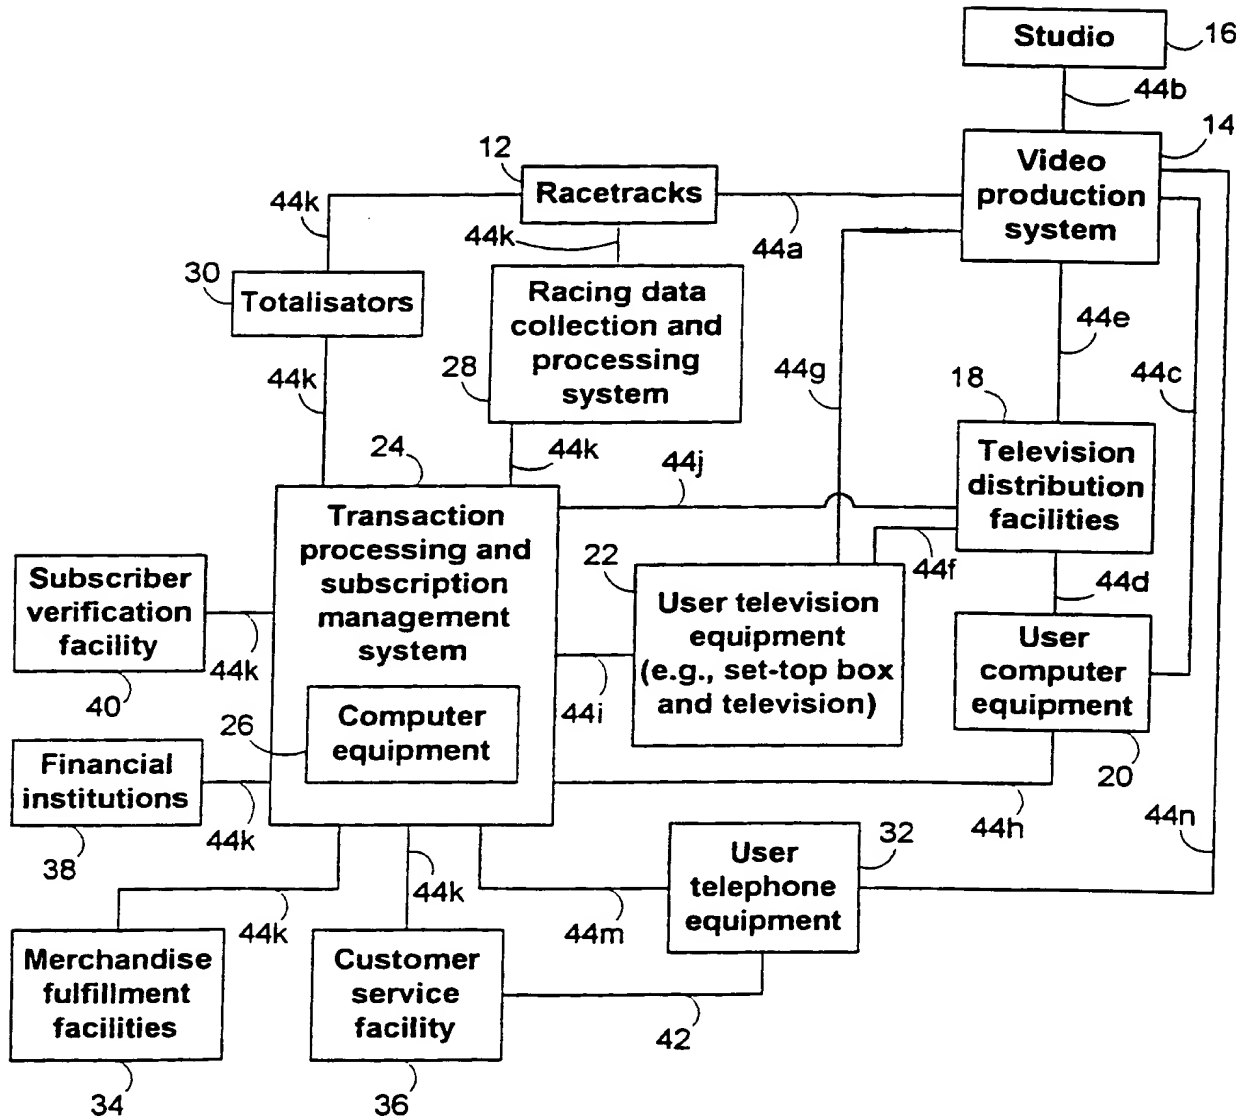 Studio
16
44b
14
Video
production
system
12
Racetracks
44k
44k
44a
30
Totalisators
Racing data
collection and
processing
system
28
44k
44g
44e
44c
18
24
44k
44j
Television
distribution
facilities
Transaction
processing and
subscription
management
system
22
44f
44d
Subscriber
verification
facility
User television
equipment
(e.g., set-top box
and television)
User
computer
equipment
44k
40
44i
26
Computer
equipment
Financial
institutions
20
44k
38
44h
44n
32
User
telephone
equipment
44k
44k
44m
Merchandise
fulfillment
facilities
Customer
service
facility
42
34
36